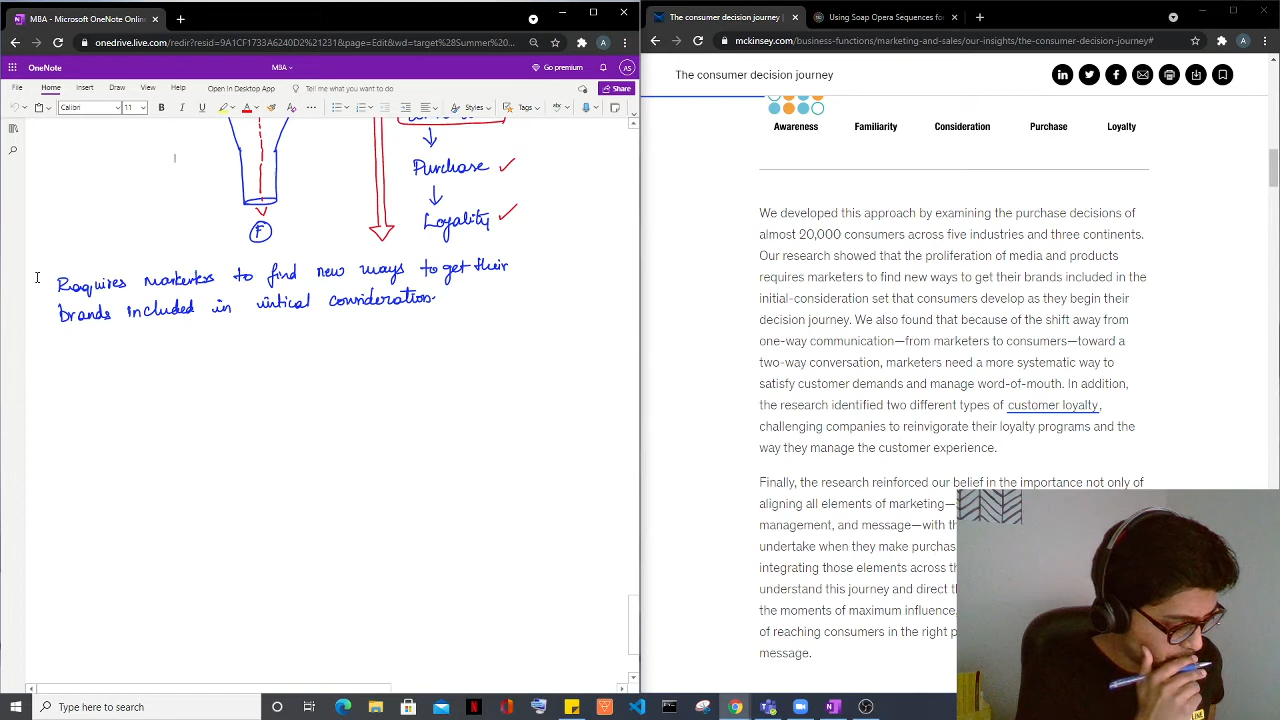 MBA - Microsoft OneNote Online
onedrive.live.com/redir?resid=9A1CF1733A6240D2%21231&page=Edit&wd=target%28Summer%20...
OneNote
MBA
Go premium
AS
File
Home
Insert
Draw
View
Help
Open In Desktop App
Tell me what you want to do
Share
Calibri
11
B
I
U
A
Styles
Tags
abc
Purchase
Loyality
F
Requires marketers to find new ways to get their
brands included in
consideration.
The consumer decision journey |
Using Soap Opera Sequences fo
mckinsey.com/business-functions/marketing-and-sales/our-insights/the-consumer-decision-journey#
A
The consumer decision journey
Awareness
Familiarity
Consideration
Purchase
Loyalty
We developed this approach by examining the purchase decisions of
almost 20,000 consumers across five industries and three continents.
Our research showed that the proliferation of media and products
requires marketers to find new ways to get their brands included in the
initial-consideration set that consumers develop as they begin their
decision journey. We also found that because of the shift away from
one-way communication—from marketers to consumers—toward a
two-way conversation, marketers need a more systematic way to
satisfy customer demands and manage word-of-mouth. In addition,
the research identified two different types of customer loyalty,
challenging companies to reinvigorate their loyalty programs and the
way they manage the customer experience.
Finally, the research reinforced our belief in the importance not only of
aligning all elements of marketing—
management, and message—with th
undertake when they make purchas
integrating those elements across th
understand this journey and direct th
the moments of maximum influence,
of reaching consumers in the right p
message.
Type here to search
LINE